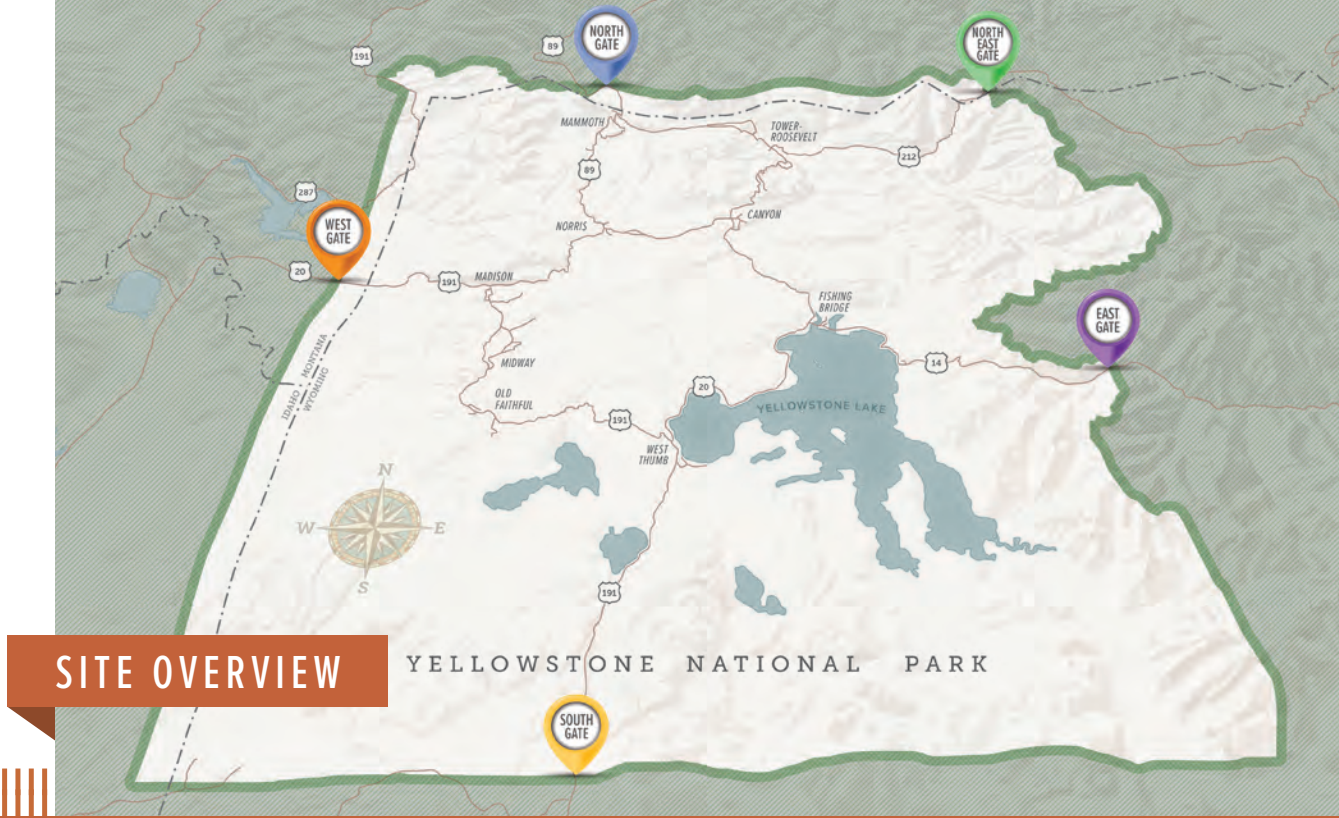 NORTH
GATE
NORTH
EAST
GATE
191
89
MAMMOTH
TOWER-
ROOSEVELT
212
89
287
WEST
GATE
CANYON
NORRIS
20
191
MADISON
FISHING
BRIDGE
EAST
GATE
IDAHO
MONTANA
WYOMING
MIDWAY
14
20
OLD
FAITHFUL
YELLOWSTONE LAKE
191
WEST
THUMB
N
W
E
S
191
SITE OVERVIEW
YELLOWSTONE NATIONAL PARK
SOUTH
GATE